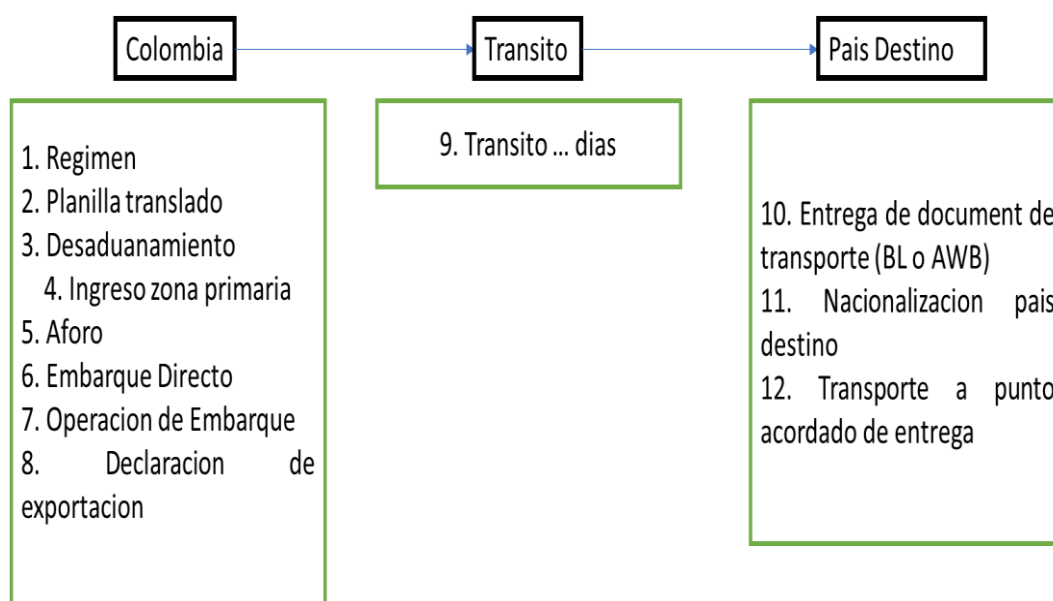 Colombia
Transito
Pais Destino
1. Regimen
2. Planilla translado
3. Desaduanamiento
4. Ingreso zona primaria
5. Aforo
6. Embarque Directo
7. Operacion de Embarque
8. Declaracion de
exportacion
9. Transito ... dias
10. Entrega de document de
transporte (BL o AWB)
11. Nacionalizacion pais
destino
12. Transporte a punto
acordado de entrega